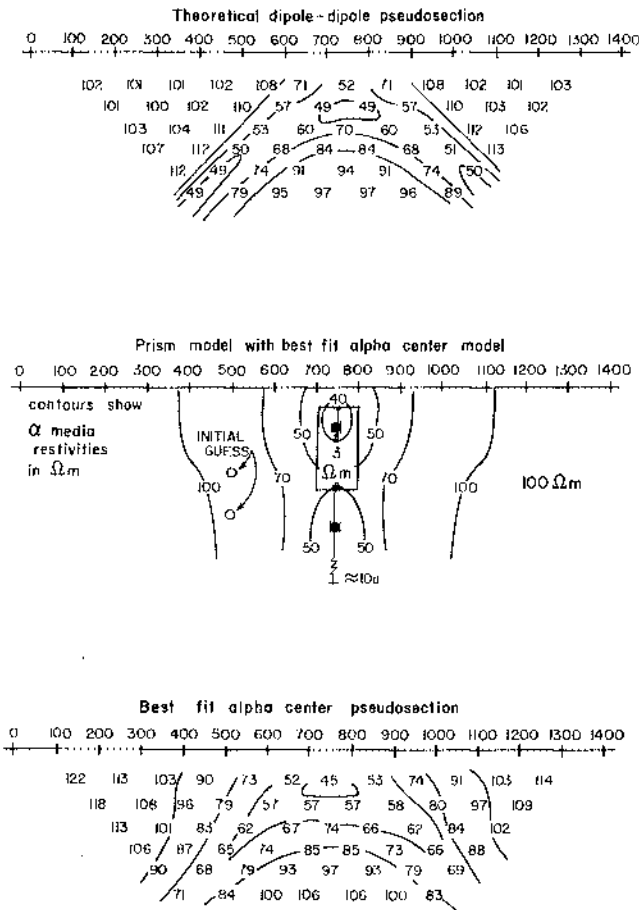 Theoretical dipole-dipole pseudosection
0 100 200 300 400 500 600 700 800 900 1000 1100 1200 1300 1400
102 101 101 102 108 71 52 71 108 102 101 103
101 100 102 110 57 49 49 57 110 103 102
103 104 111 53 60 70 60 53 112 106
107 112 50 68 84 84 68 51 113
112 49 74 91 94 91 74 50
49 79 95 97 97 96 89
Prism model with best fit alpha center model
0 100 200 300 400 500 600 700 800 900 1000 1100 1200 1300 1400
contours show
α media
restivities
in Ωm
INITIAL
GUESS
40
50 50
3
Ωm
100 70 70 100
100 Ωm
50 50
z
≈10a
Best fit alpha center pseudosection
0 100 200 300 400 500 600 700 800 900 1000 1100 1200 1300 1400
122 113 103 90 73 52 45 53 74 91 103 114
118 108 96 79 57 57 57 58 80 97 109
113 101 83 62 67 74 66 62 84 102
106 87 65 74 85 85 73 66 88
90 68 79 93 97 93 79 69
71 84 100 106 106 100 83